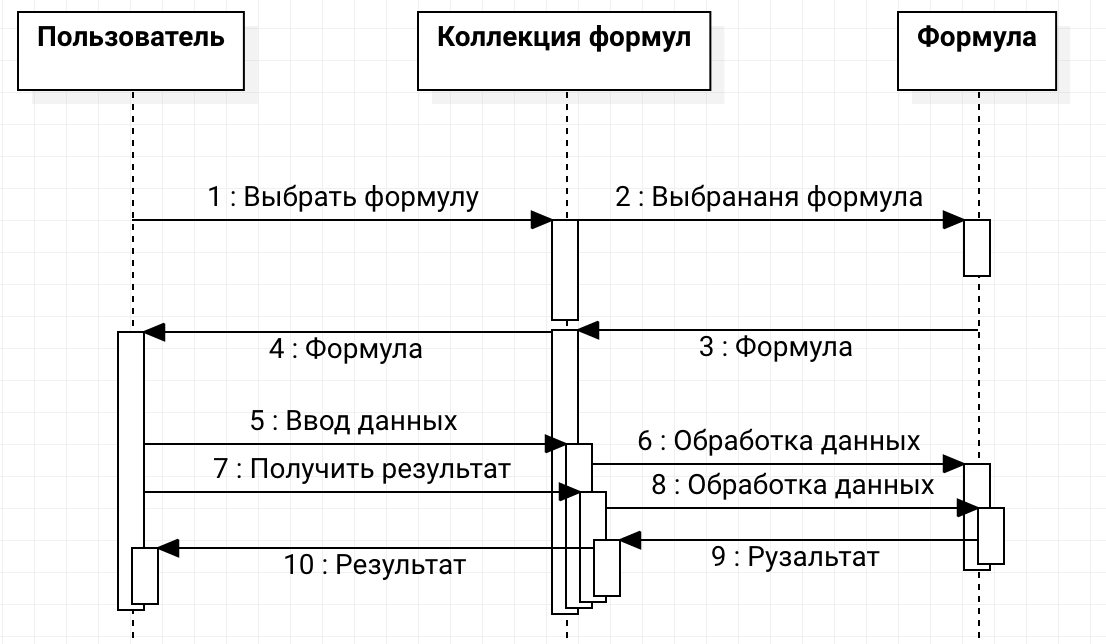 Пользователь
Коллекция формул
Формула
1 : Выбрать формулу
2 : Выбрананя формула
3 : Формула
4 : Формула
5 : Ввод данных
6 : Обработка данных
7 : Получить результат
8 : Обработка данных
9 : Рузальтат
10 : Результат